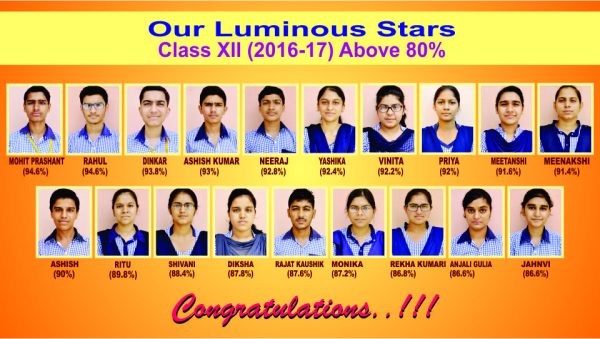 Our Luminous Stars
Class XII (2016-17) Above 80%
MOHIT PRASHANT RAHUL DINKAR ASHISH KUMAR NEERAJ YASHIKA VINITA PRIYA MEETANSHI MEENAKSHI
(94.6%) (94.6%) (93.8%) (93%) (92.8%) (92.4%) (92.2%) (92%) (91.8%) (91.4%)
ASHISH RITU SHIVANI DIKSHA RAJAT KAUSHIK MONIKA REKHA KUMARI ANJALI GULIA JAHNVI
(90%) (89.8%) (88.4%) (87.8%) (87.6%) (87.2%) (86.8%) (86.6%) (86.6%)
Congratulations..!!!